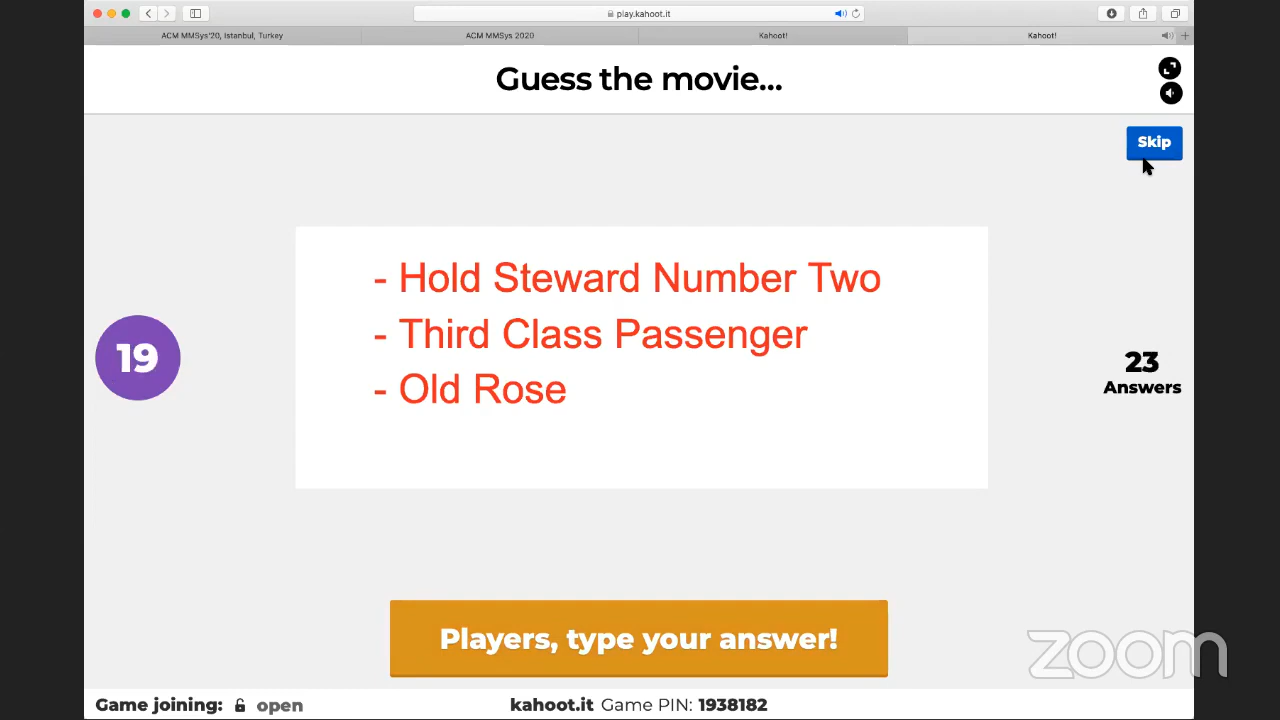 play.kahoot.it
ACM MMSys'20, Istanbul, Turkey
ACM MMSys 2020
Kahoot!
Kahoot!
Guess the movie...
Skip
- Hold Steward Number Two
- Third Class Passenger
- Old Rose
19
23
Answers
Players, type your answer!
zoom
Game joining: open
kahoot.it Game PIN: 1938182